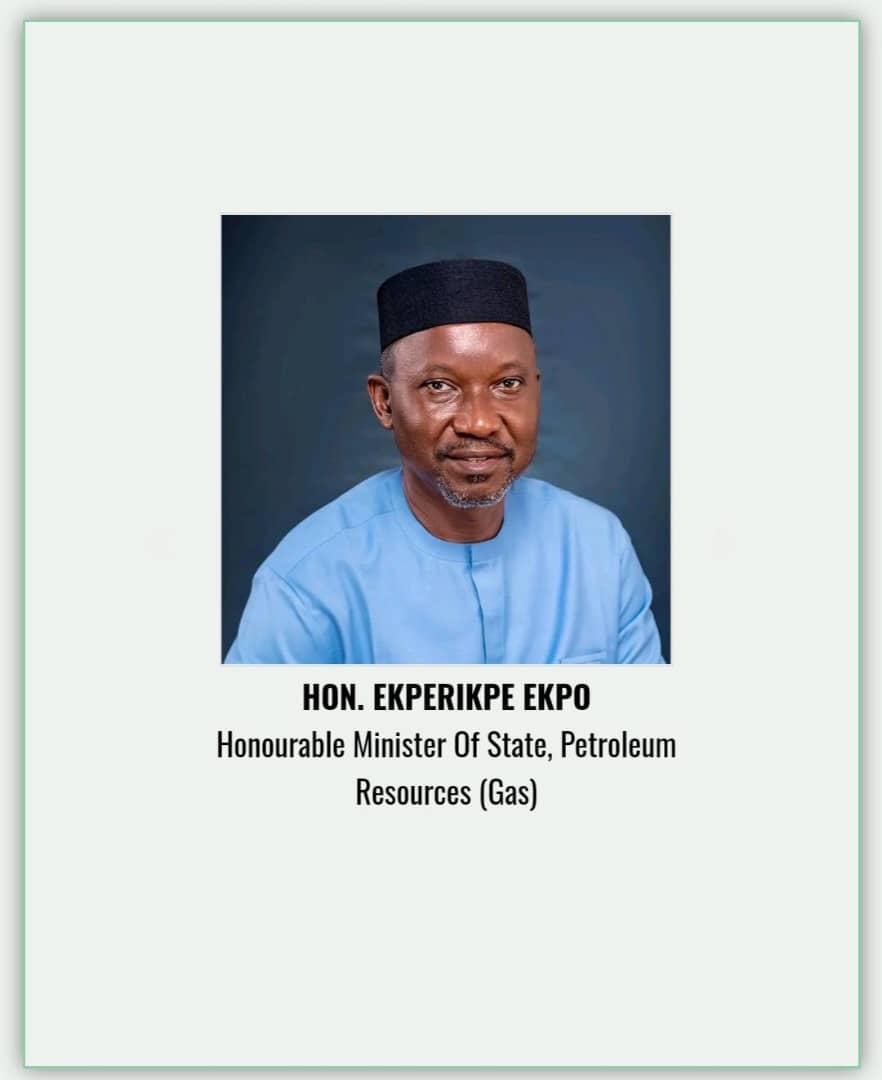 HON. EKPERIKPE EKPO
Honourable Minister Of State, Petroleum
Resources (Gas)